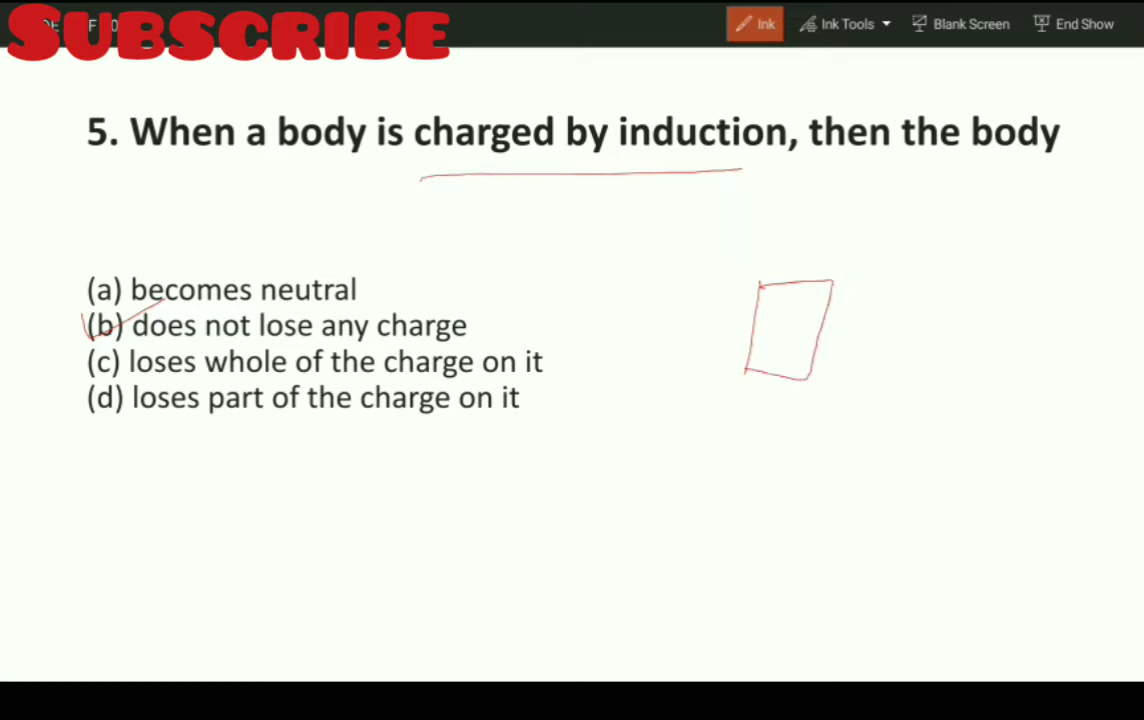 SUBSCRIBE
Ink
Ink Tools
Blank Screen
End Show
5. When a body is charged by induction, then the body
(a) becomes neutral
(b) does not lose any charge
(c) loses whole of the charge on it
(d) loses part of the charge on it